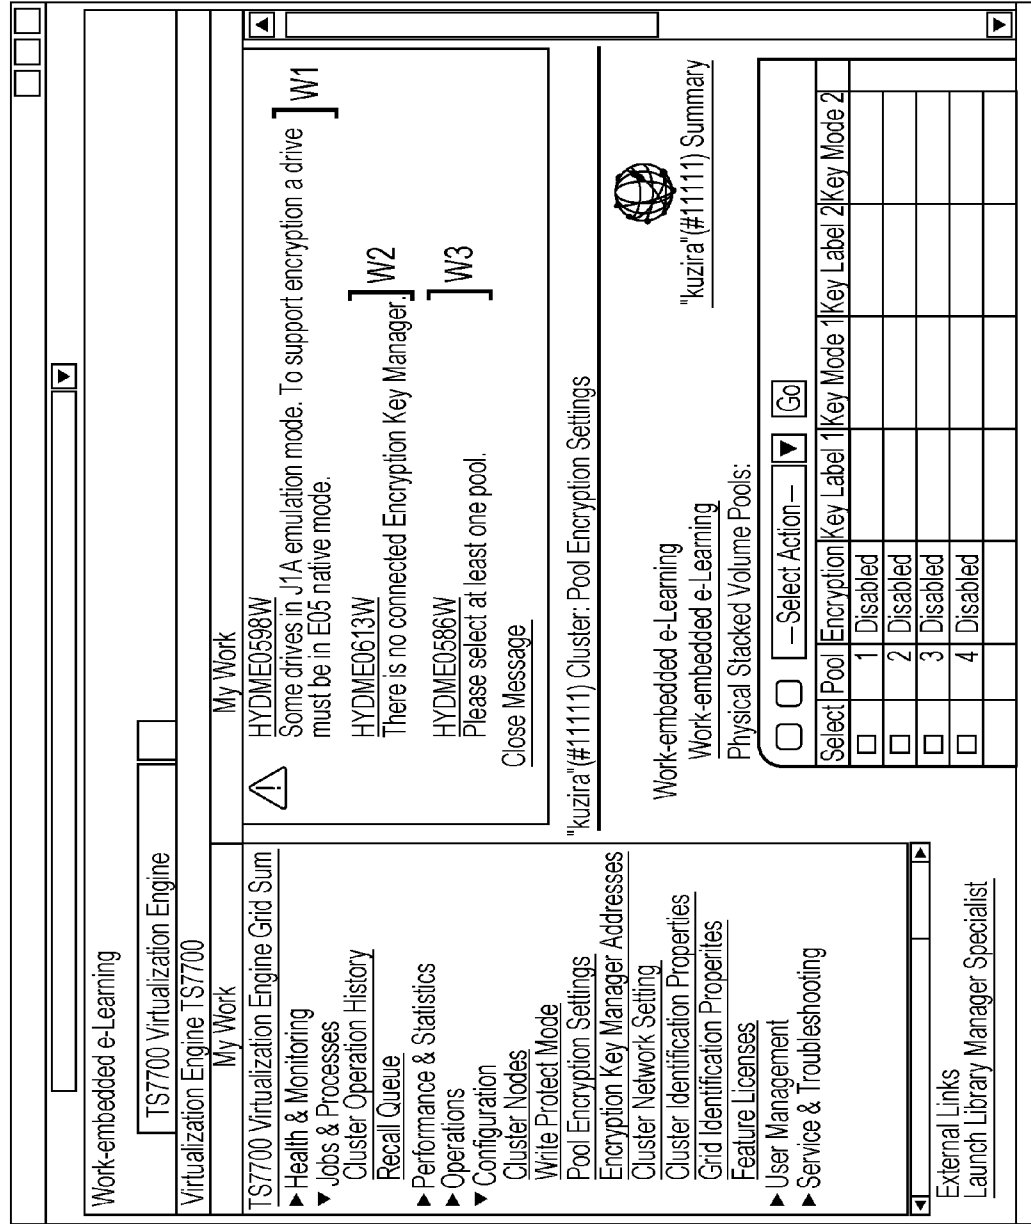 Work-embedded e-Learning
TS7700 Virtualization Engine
Virtualization Engine TS7700
My Work
My Work
TS7700 Virtualization Engine Grid Sum
Health & Monitoring
Jobs & Processes
Cluster Operation History
Recall Queue
Performance & Statistics
Operations
Configuration
Cluster Nodes
Write Protect Mode
Pool Encryption Settings
Encryption Key Manager Addresses
Cluster Network Setting
Cluster Identification Properties
Grid Identification Properites
Feature Licenses
User Management
Service & Troubleshooting
External Links
Launch Library Manager Specialist
HYDME0598W
Some drives in J1A emulation mode. To support encryption a drive
must be in E05 native mode.
W1
HYDME0613W
There is no connected Encryption Key Manager.
W2
HYDME0586W
Please select at least one pool.
W3
Close Message
"kuzira"(#11111) Cluster: Pool Encryption Settings
"kuzira"(#11111) Summary
Work-embedded e-Learning
Work-embedded e-Learning
Physical Stacked Volume Pools:
—Select Action— Go
Select Pool Encryption Key Label 1 Key Mode 1 Key Label 2 Key Mode 2
1 Disabled
2 Disabled
3 Disabled
4 Disabled